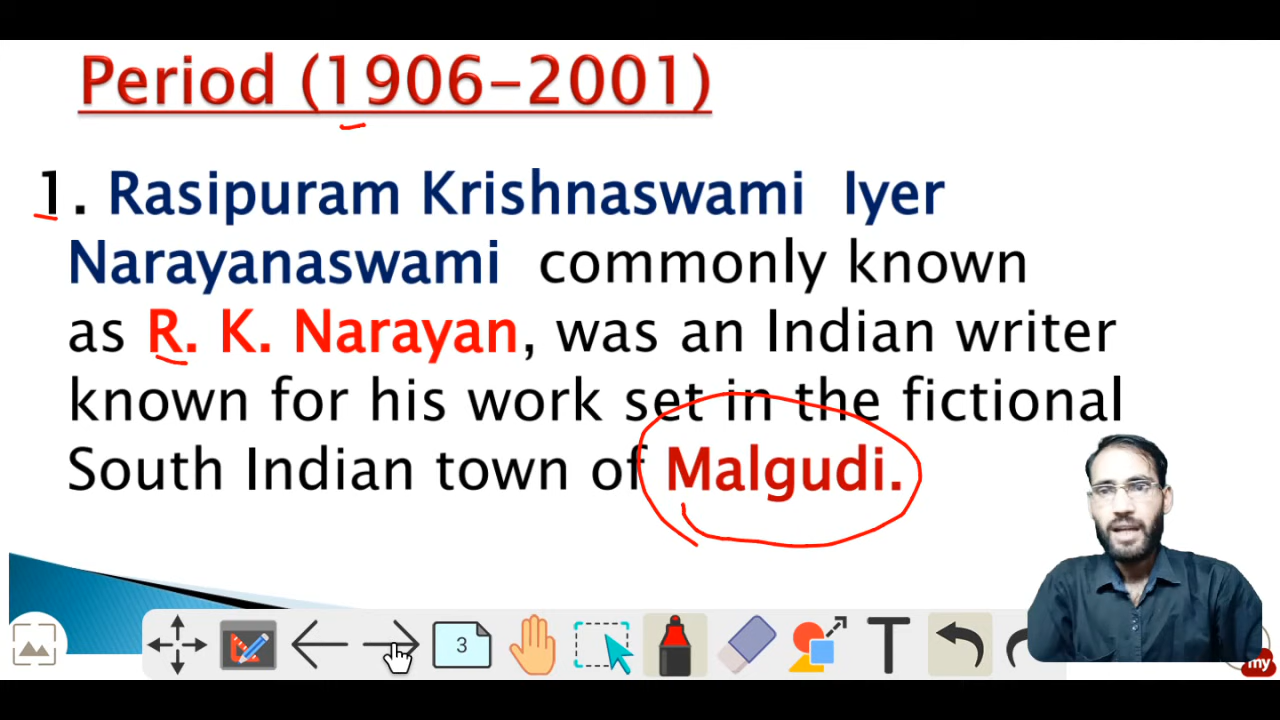 Period (1906-2001)
1. Rasipuram Krishnaswami Iyer
Narayanaswami commonly known
as R. K. Narayan, was an Indian writer
known for his work set in the fictional
South Indian town of Malgudi.
3
T
my